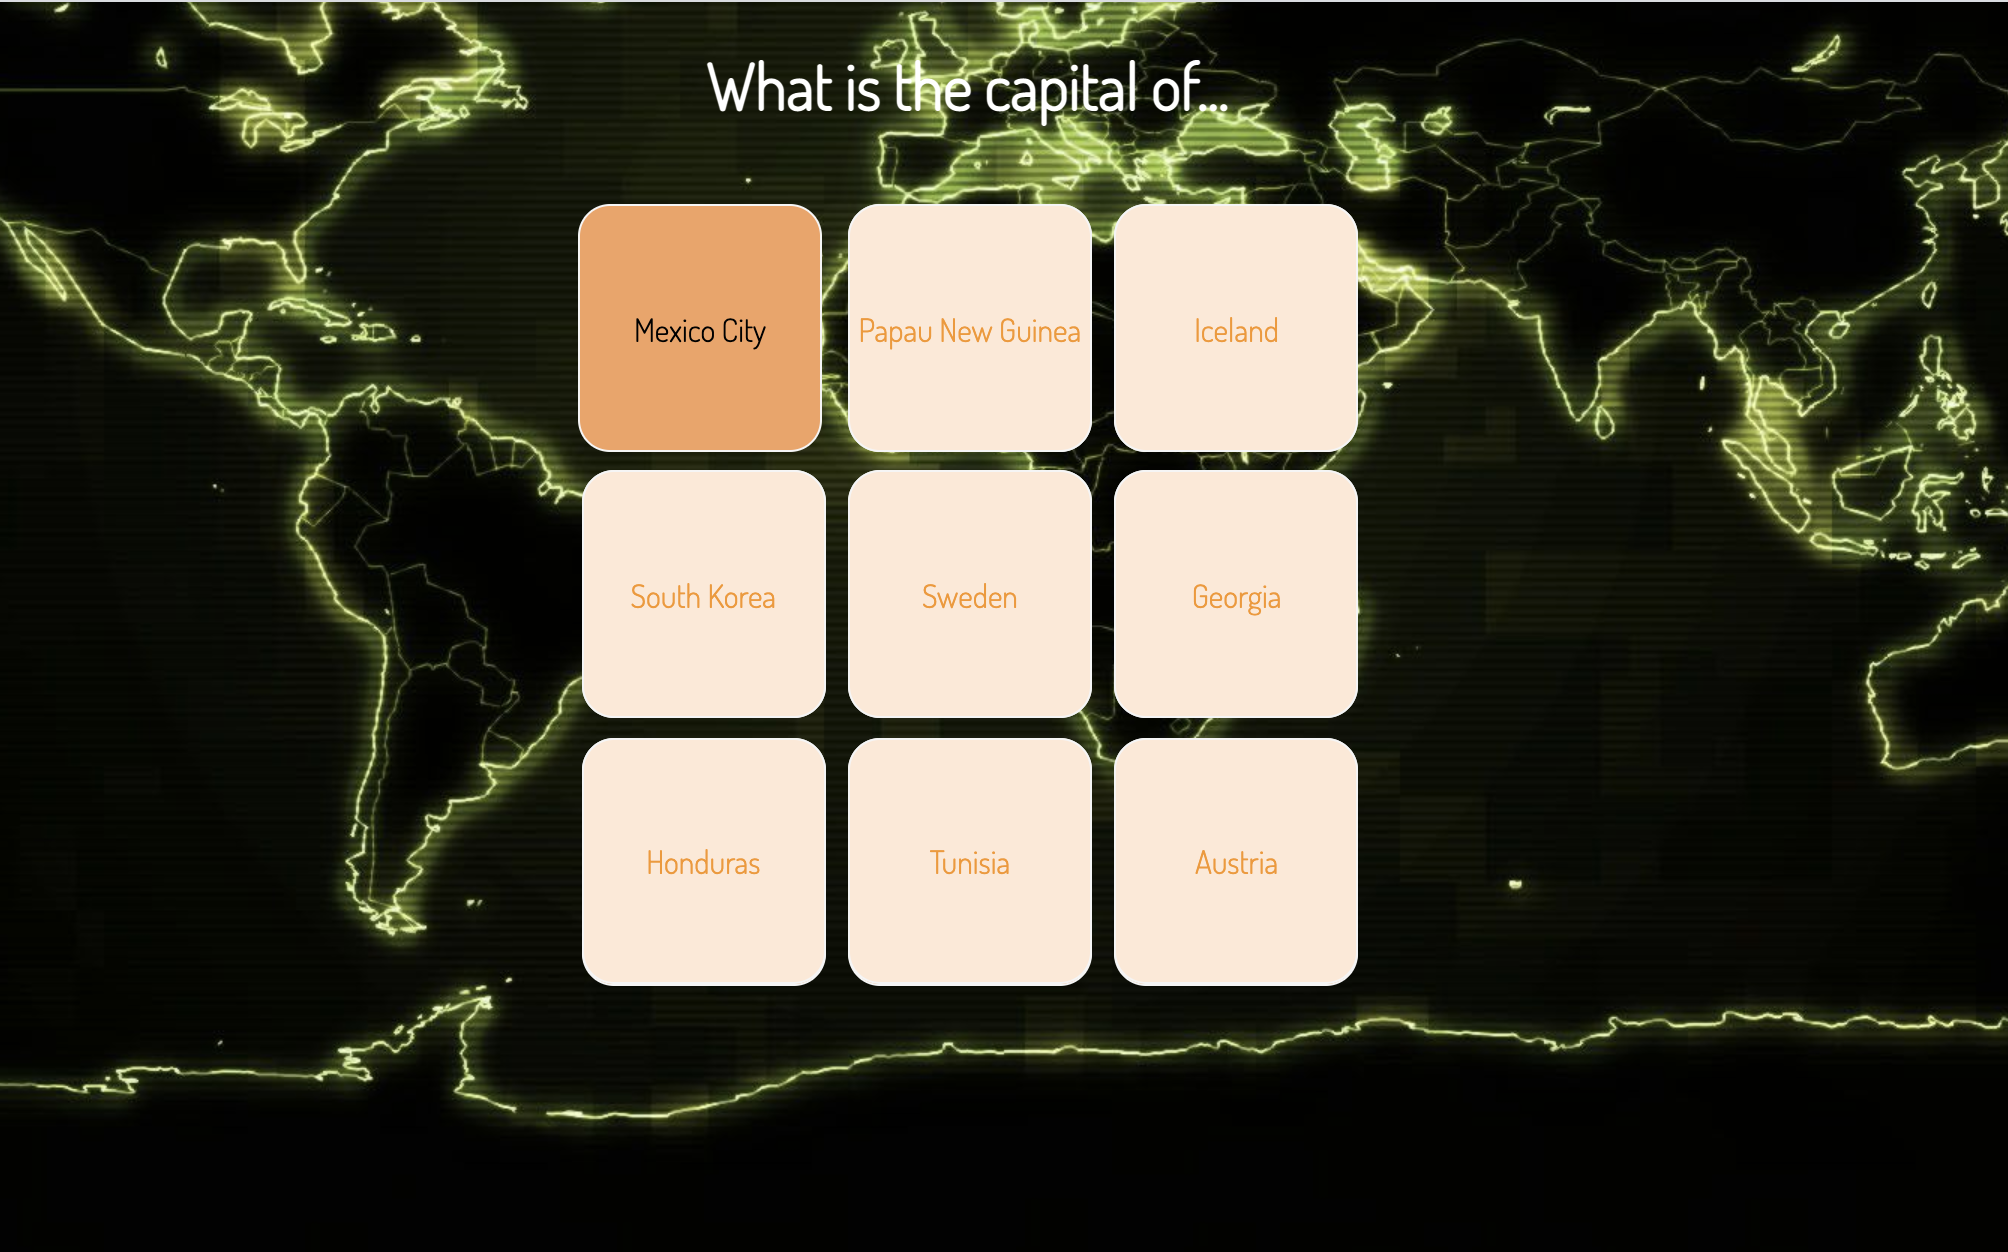 What is the capital of...
Mexico City
Papau New Guinea
Iceland
South Korea
Sweden
Georgia
Honduras
Tunisia
Austria